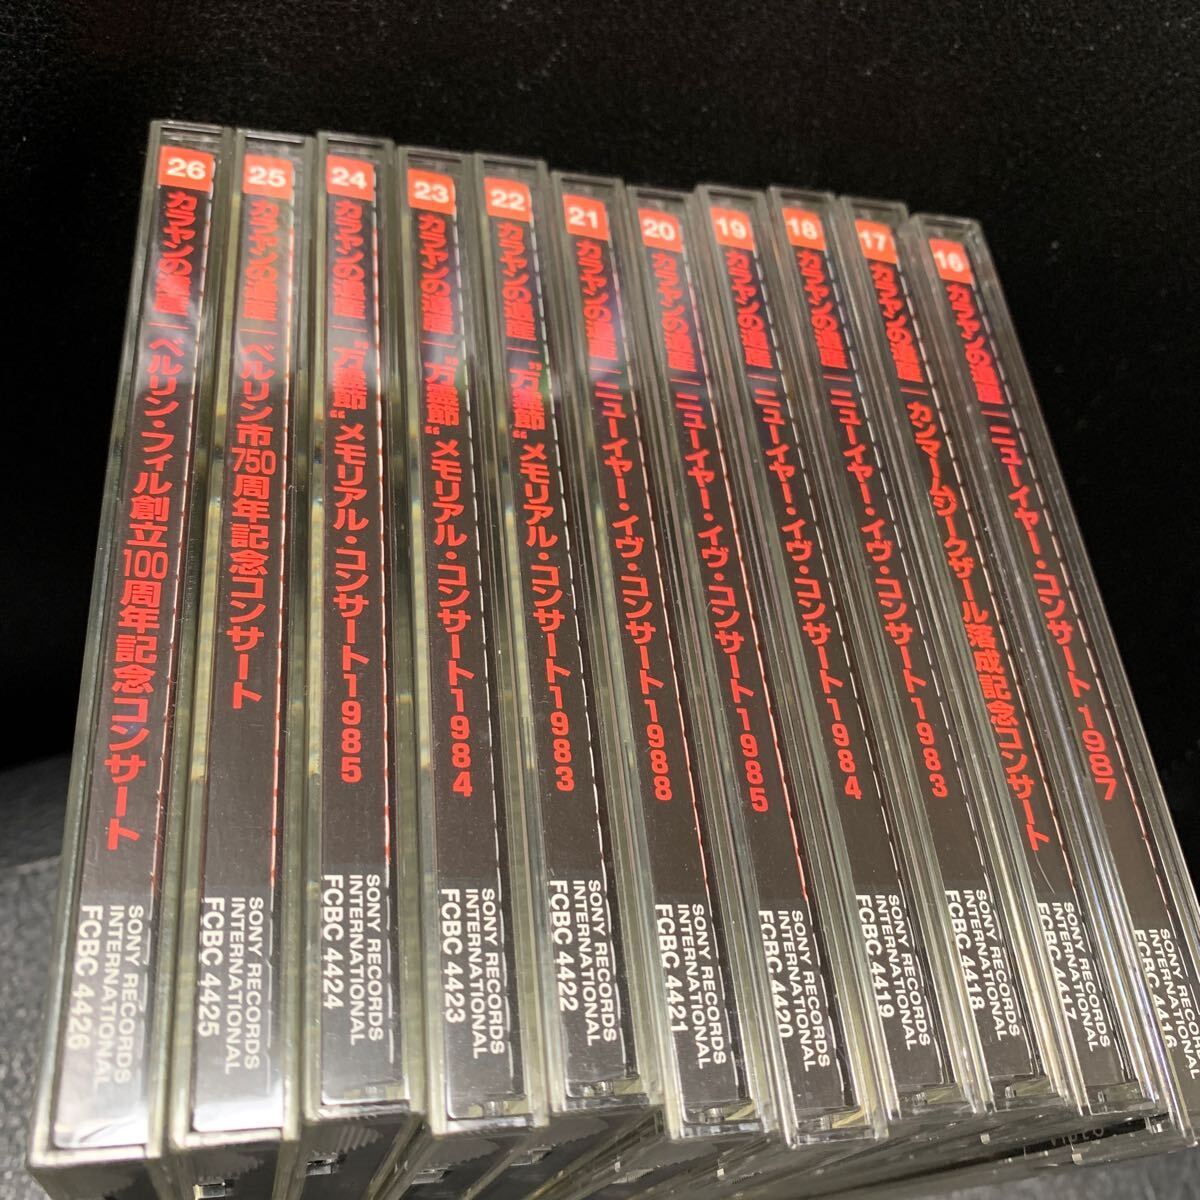 26
カラヤンの遺産 | ベルリン・フィル創立100周年記念コンサート
SONY RECORDS
INTERNATIONAL
FCBC 4426
25
カラヤンの遺産 | ベルリン市750周年記念コンサート
SONY RECORDS
INTERNATIONAL
FCBC 4425
24
カラヤンの遺産 | "万霊節"メモリアル・コンサート1985
SONY RECORDS
INTERNATIONAL
FCBC 4424
23
カラヤンの遺産 | "万霊節"メモリアル・コンサート1984
SONY RECORDS
INTERNATIONAL
FCBC 4423
22
カラヤンの遺産 | "万霊節"メモリアル・コンサート1983
SONY RECORDS
INTERNATIONAL
FCBC 4422
21
カラヤンの遺産 | ニューイヤー・イヴ・コンサート1988
SONY RECORDS
INTERNATIONAL
FCBC 4421
20
カラヤンの遺産 | ニューイヤー・イヴ・コンサート1985
SONY RECORDS
INTERNATIONAL
FCBC 4420
19
カラヤンの遺産 | ニューイヤー・イヴ・コンサート1984
SONY RECORDS
INTERNATIONAL
FCBC 4419
18
カラヤンの遺産 | ニューイヤー・イヴ・コンサート1983
SONY RECORDS
INTERNATIONAL
FCBC 4418
17
カラヤンの遺産 | カンマームジークザール落成記念コンサート
SONY RECORDS
INTERNATIONAL
FCBC 4417
16
カラヤンの遺産 | ニューイヤー・コンサート1987
SONY RECORDS
INTERNATIONAL
FCBC 4416